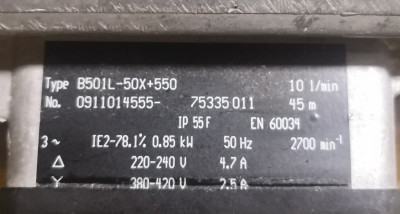 Type B501L-50X+550 10 l/min
No. 0911014555- 75335011 45 m
IP 55 F EN 60034
3 ~ IE2-78.1% 0.85 kW 50 Hz 2700 min⁻¹
Δ 220-240 V 4.7 A
Y 380-420 V 2.5 A